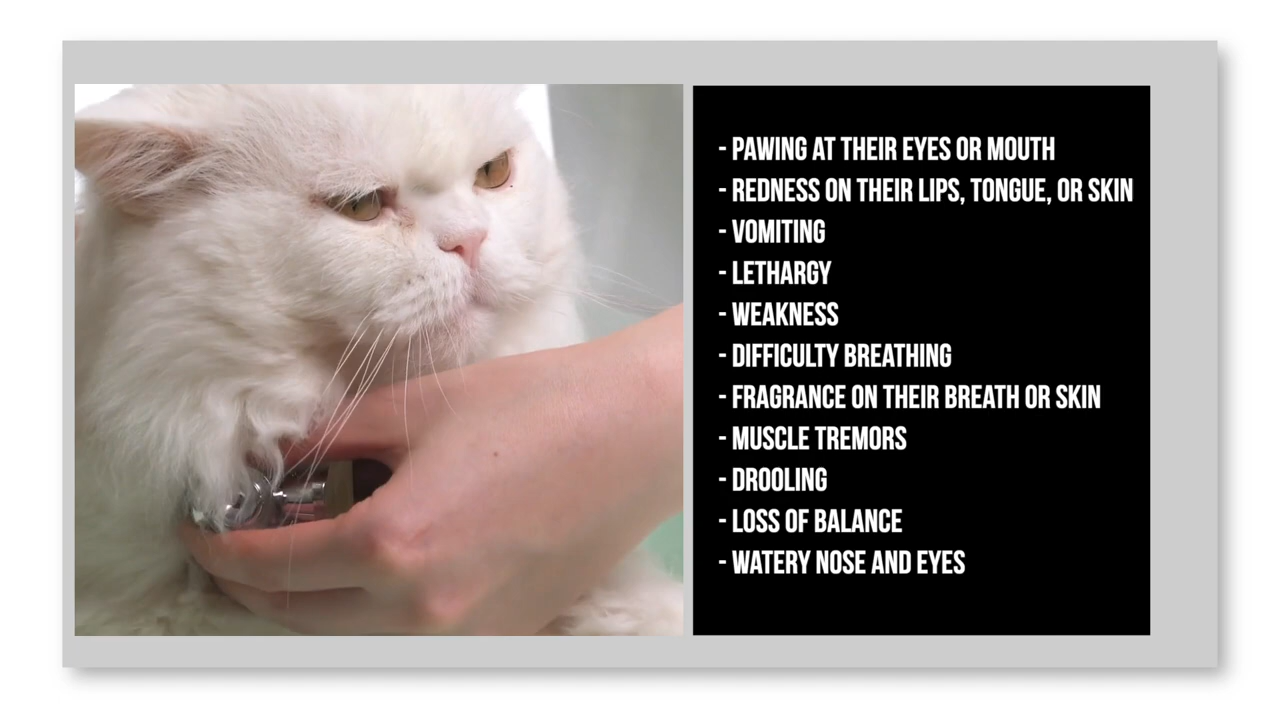 - PAWING AT THEIR EYES OR MOUTH
- REDNESS ON THEIR LIPS, TONGUE, OR SKIN
- VOMITING
- LETHARGY
- WEAKNESS
- DIFFICULTY BREATHING
- FRAGRANCE ON THEIR BREATH OR SKIN
- MUSCLE TREMORS
- DROOLING
- LOSS OF BALANCE
- WATERY NOSE AND EYES